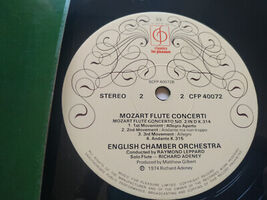 classics for pleasure
SCFP 40072B
STEREO 2 2 CFP 40072
MOZART FLUTE CONCERTI
MOZART FLUTE CONCERTO NO. 2 IN D K.314
1. 1st Movement: Allegro Aperto
2. 2nd Movement: Andante ma non troppo
3. 3rd Movement: Allegro
4. Andante K.315
ENGLISH CHAMBER ORCHESTRA
Conducted by RAYMOND LEPPARD
Solo Flute — RICHARD ADENEY
Produced by Matthew Gilbert
℗ 1974 Richard Adeney